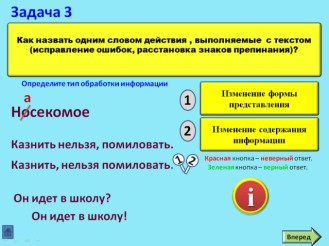 Задача 3
Как назвать одним словом действия , выполняемые с текстом
(исправление ошибок, расстановка знаков препинания)?
Определите тип обработки информации
а
Носекомое
Казнить нельзя, помиловать.
Казнить, нельзя помиловать.
Он идет в школу?
Он идет в школу!
1
Изменение формы
представления
2
Изменение содержания
информации
1 2
Красная кнопка – неверный ответ.
Зеленая кнопка – верный ответ.
i
Вперед